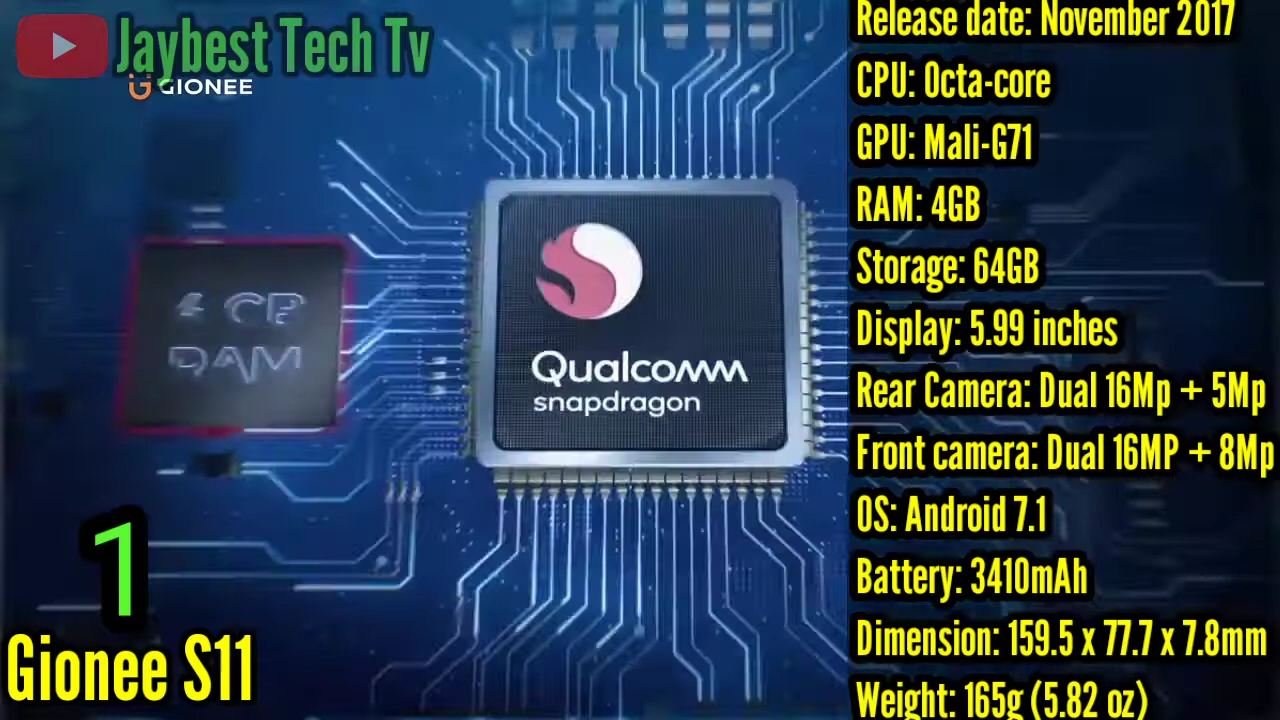 Jaybest Tech Tv
GIONEE
Qualcomm
snapdragon
1
Gionee S11
Release date: November 2017
CPU: Octa-core
GPU: Mali-G71
RAM: 4GB
Storage: 64GB
Display: 5.99 inches
Rear Camera: Dual 16Mp + 5Mp
Front camera: Dual 16MP + 8Mp
OS: Android 7.1
Battery: 3410mAh
Dimension: 159.5 x 77.7 x 7.8mm
Weight: 165g (5.82 oz)